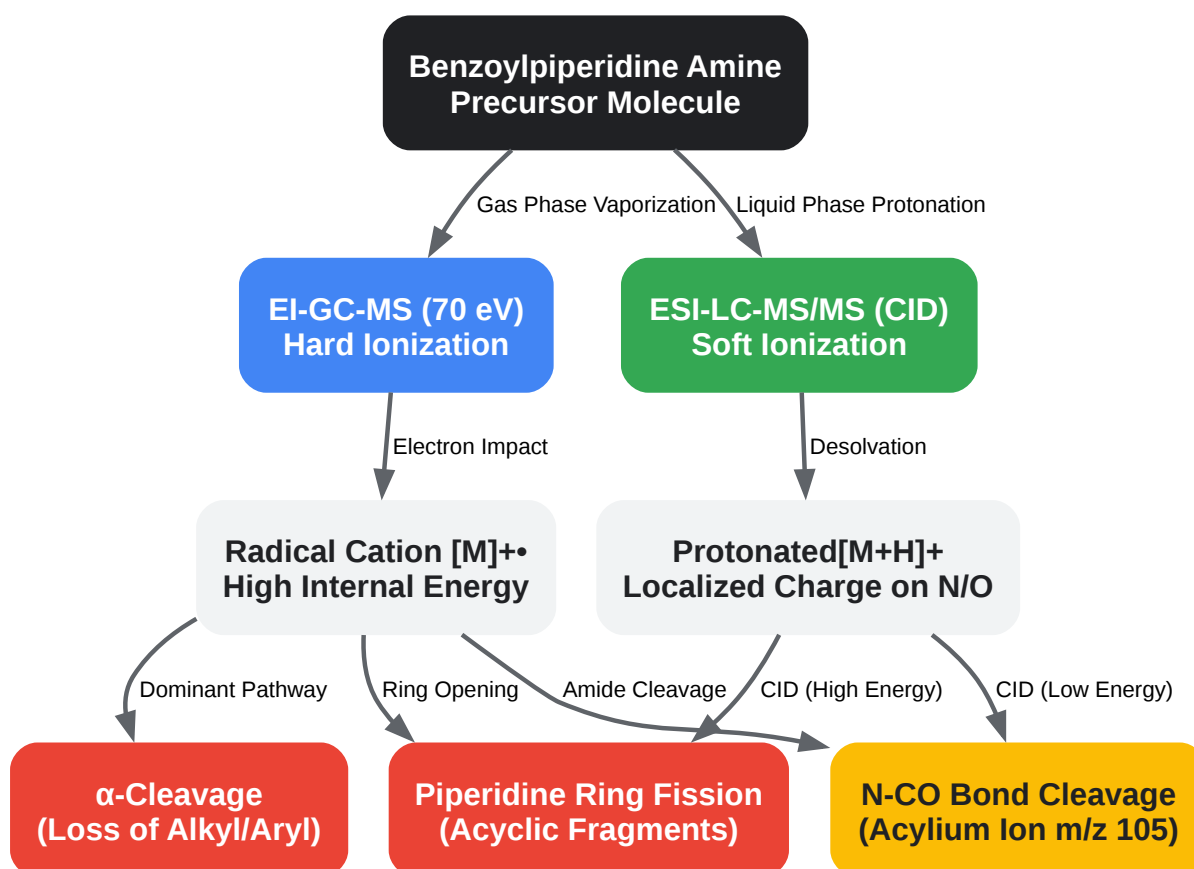 Benzoylpiperidine Amine
Precursor Molecule
Gas Phase Vaporization
Liquid Phase Protonation
EI-GC-MS (70 eV)
Hard Ionization
ESI-LC-MS/MS (CID)
Soft Ionization
Electron Impact
Desolvation
Radical Cation [M]+•
High Internal Energy
Protonated[M+H]+
Localized Charge on N/O
Dominant Pathway
Ring Opening
Amide Cleavage
CID (High Energy)
CID (Low Energy)
α-Cleavage
(Loss of Alkyl/Aryl)
Piperidine Ring Fission
(Acyclic Fragments)
N-CO Bond Cleavage
(Acylium Ion m/z 105)